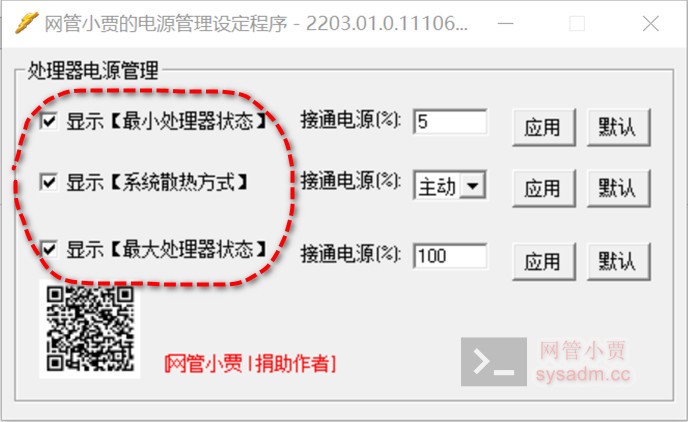 网管小贾的电源管理设定程序 - 2203.01.0.11106...
处理器电源管理
显示【最小处理器状态】 接通电源(%): 5 应用 默认
显示【系统散热方式】 接通电源(%): 主动 应用 默认
显示【最大处理器状态】 接通电源(%): 100 应用 默认
[网管小贾 | 捐助作者]
网管小贾
sysadm.cc